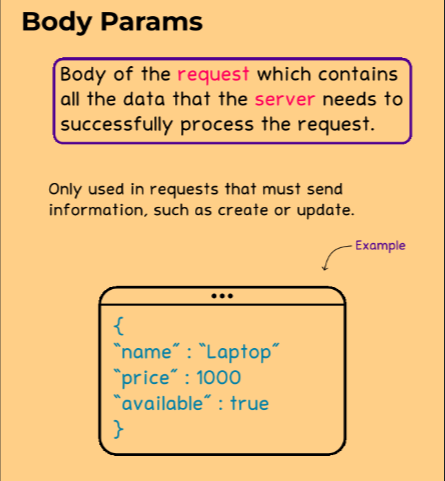 Body Params
Body of the request which contains
all the data that the server needs to
successfully process the request.
Only used in requests that must send
information, such as create or update.
Example
{
“name” : “Laptop”
“price” : 1000
“available” : true
}